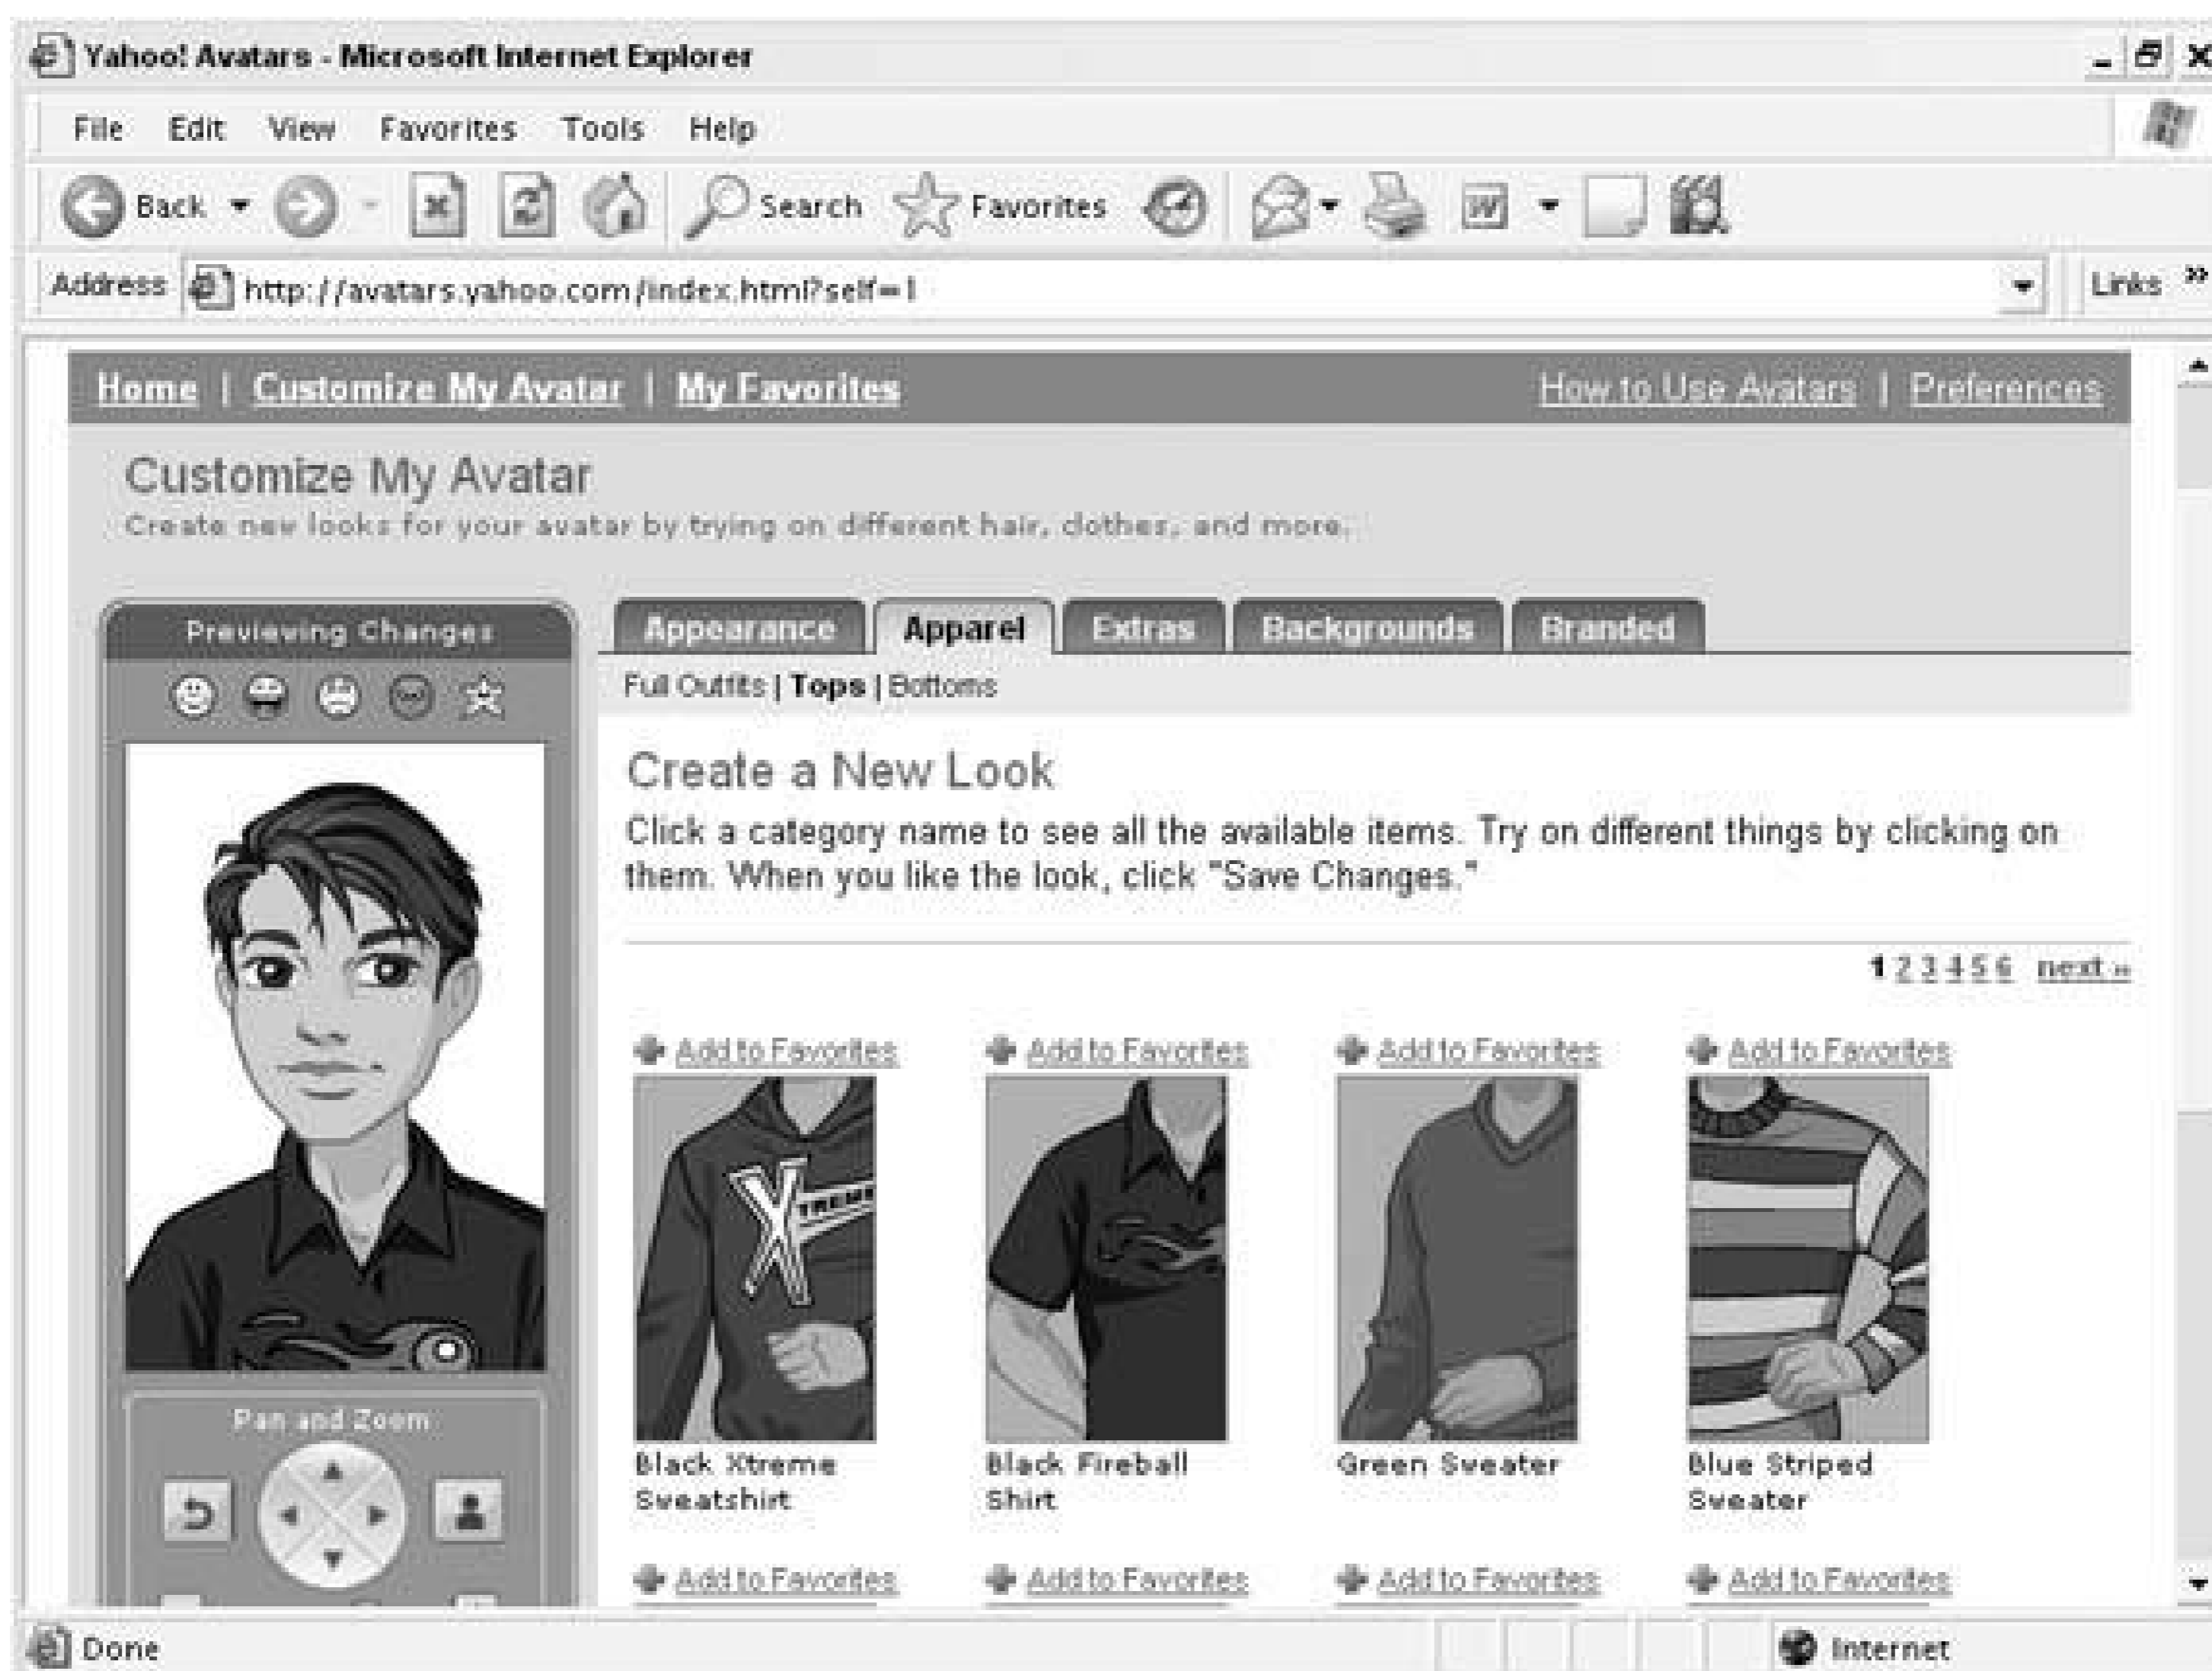 Yahoo! Avatars - Microsoft Internet Explorer
File Edit View Favorites Tools Help
Back Search Favorites
Address http://avatars.yahoo.com/index.html?self=1 Links »
Home | Customize My Avatar | My Favorites How to Use Avatars | Preferences
Customize My Avatar
Create new looks for your avatar by trying on different hair, clothes, and more.
Previewing Changes
Appearance Apparel Extras Backgrounds Branded
Full Outfits | Tops | Bottoms
Create a New Look
Click a category name to see all the available items. Try on different things by clicking on
them. When you like the look, click "Save Changes."
1 2 3 4 5 6 next »
Add to Favorites Add to Favorites Add to Favorites Add to Favorites
XTREME
Pan and Zoom
Black Xtreme Sweatshirt
Black Fireball Shirt
Green Sweater
Blue Striped Sweater
Add to Favorites Add to Favorites Add to Favorites Add to Favorites
Done Internet